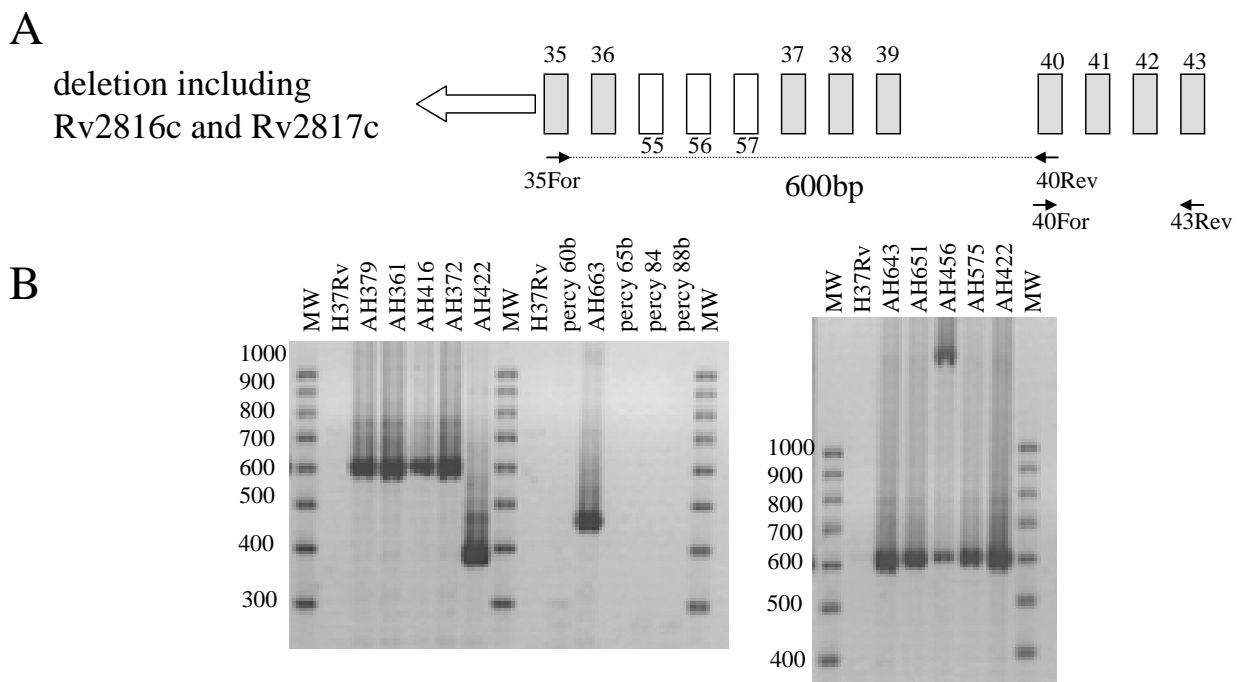 A
deletion including
Rv2816c and Rv2817c
35 36 37 38 39 40 41 42 43
55 56 57
35For 600bp 40Rev
40For 43Rev
B
MW H37Rv AH379 AH361 AH416 AH372 AH422 MW H37Rv percy 60b AH663 percy 65b percy 84 percy 88b MW
1000
900
800
700
600
500
400
300
MW H37Rv AH643 AH651 AH456 AH575 AH422 MW
1000
900
800
700
600
500
400